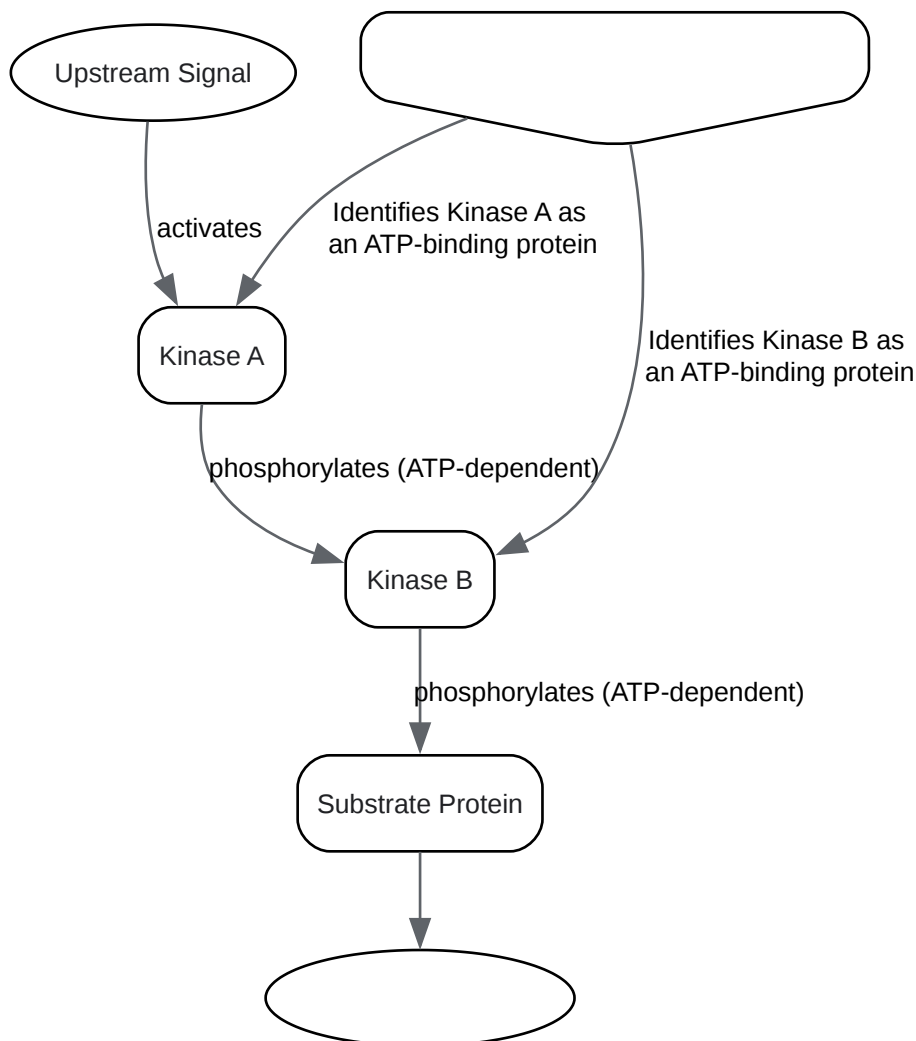 Upstream Signal
activates
Identifies Kinase A as
an ATP-binding protein
Kinase A
Identifies Kinase B as
an ATP-binding protein
phosphorylates (ATP-dependent)
Kinase B
phosphorylates (ATP-dependent)
Substrate Protein